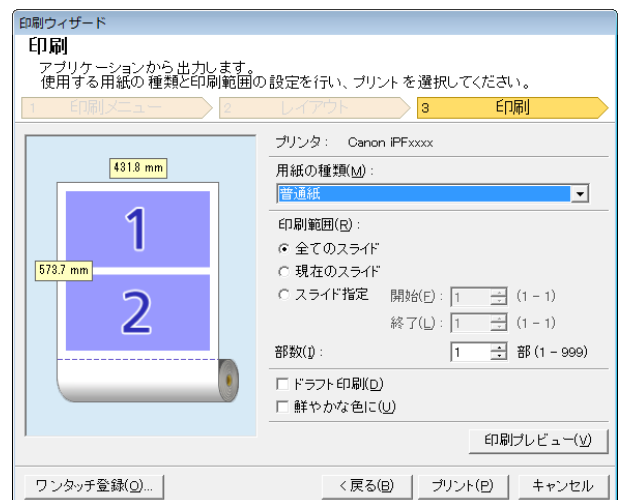 印刷ウィザード
印刷
アプリケーションから出力します。
使用する用紙の種類と印刷範囲の設定を行い、プリントを選択してください。
1 印刷メニュー 2 レイアウト 3 印刷
プリンタ： Canon iPFxxxx
431.8 mm
用紙の種類(M)：
普通紙
1
印刷範囲(R)：
全てのスライド
573.7 mm
現在のスライド
2
スライド指定 開始(F)： 1 (1 - 1)
終了(L)： 1 (1 - 1)
部数(I)： 1 部 (1 - 999)
ドラフト印刷(D)
鮮やかな色に(U)
印刷プレビュー(V)
ワンタッチ登録(O)... ＜戻る(B) プリント(P) キャンセル